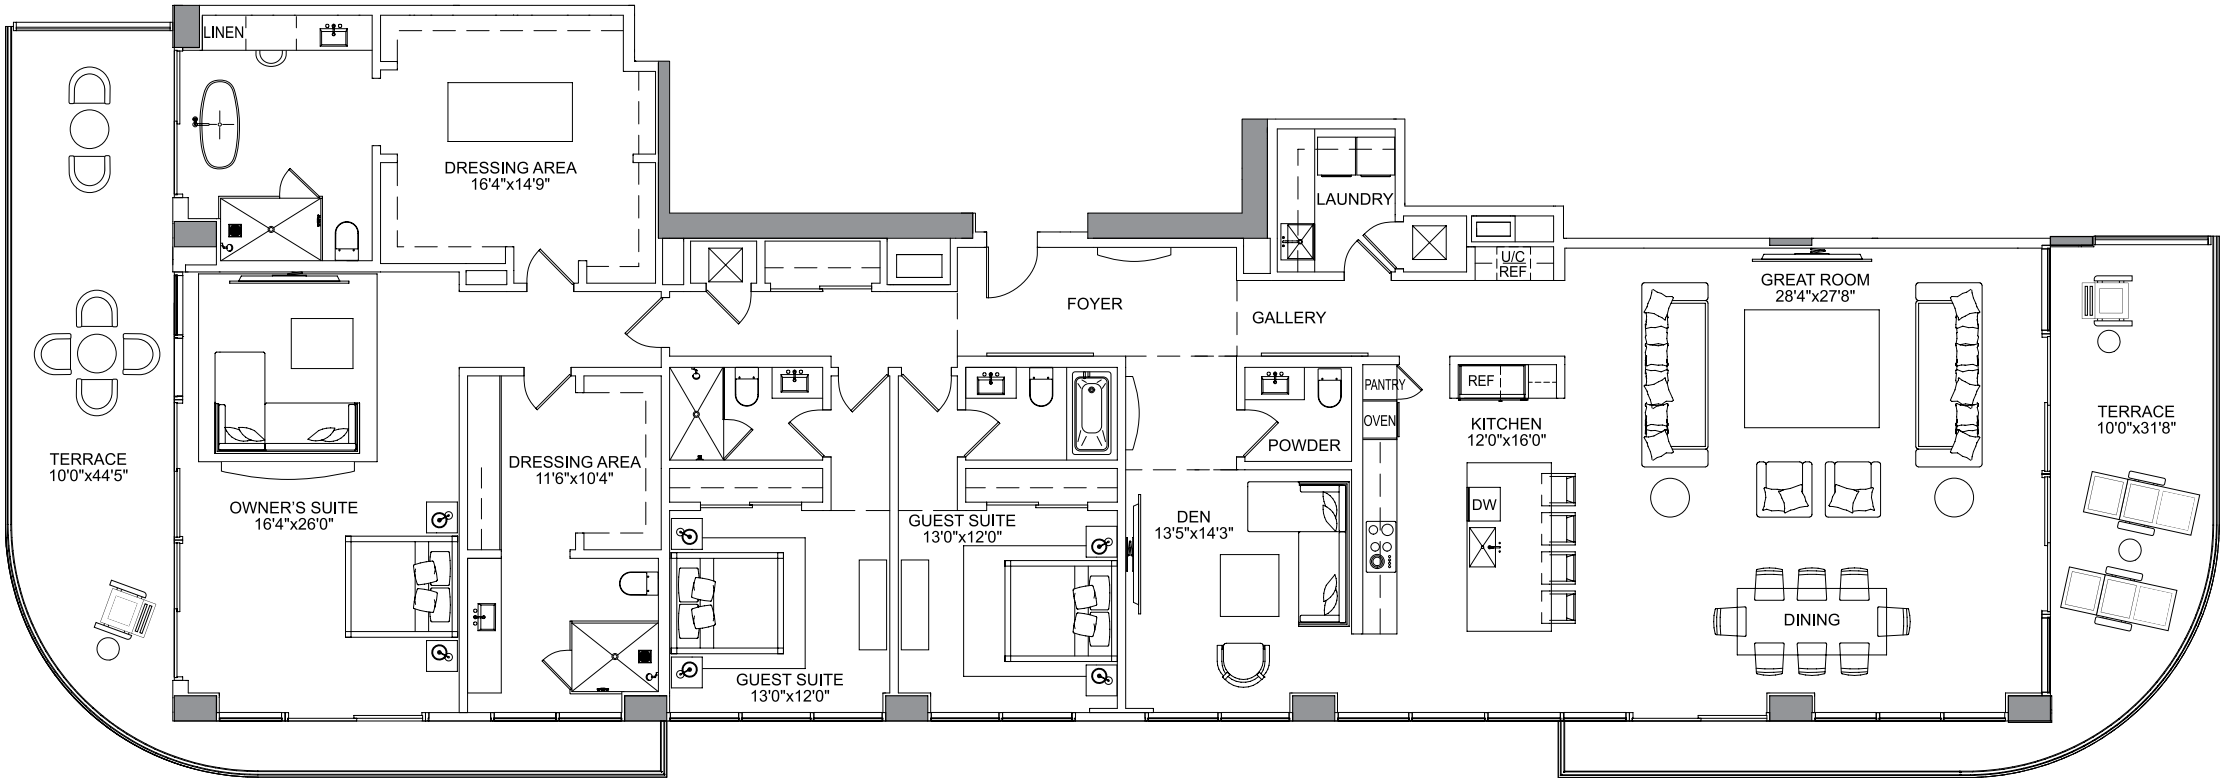 LINEN
DRESSING AREA
16'4"x14'9"
LAUNDRY
U/C
REF
GREAT ROOM
28'4"x27'8"
FOYER
GALLERY
PANTRY
REF
OVEN
KITCHEN
12'0"x16'0"
TERRACE
10'0"x31'8"
POWDER
TERRACE
10'0"x44'5"
DRESSING AREA
11'6"x10'4"
OWNER'S SUITE
16'4"x26'0"
GUEST SUITE
13'0"x12'0"
DEN
13'5"x14'3"
DW
DINING
GUEST SUITE
13'0"x12'0"